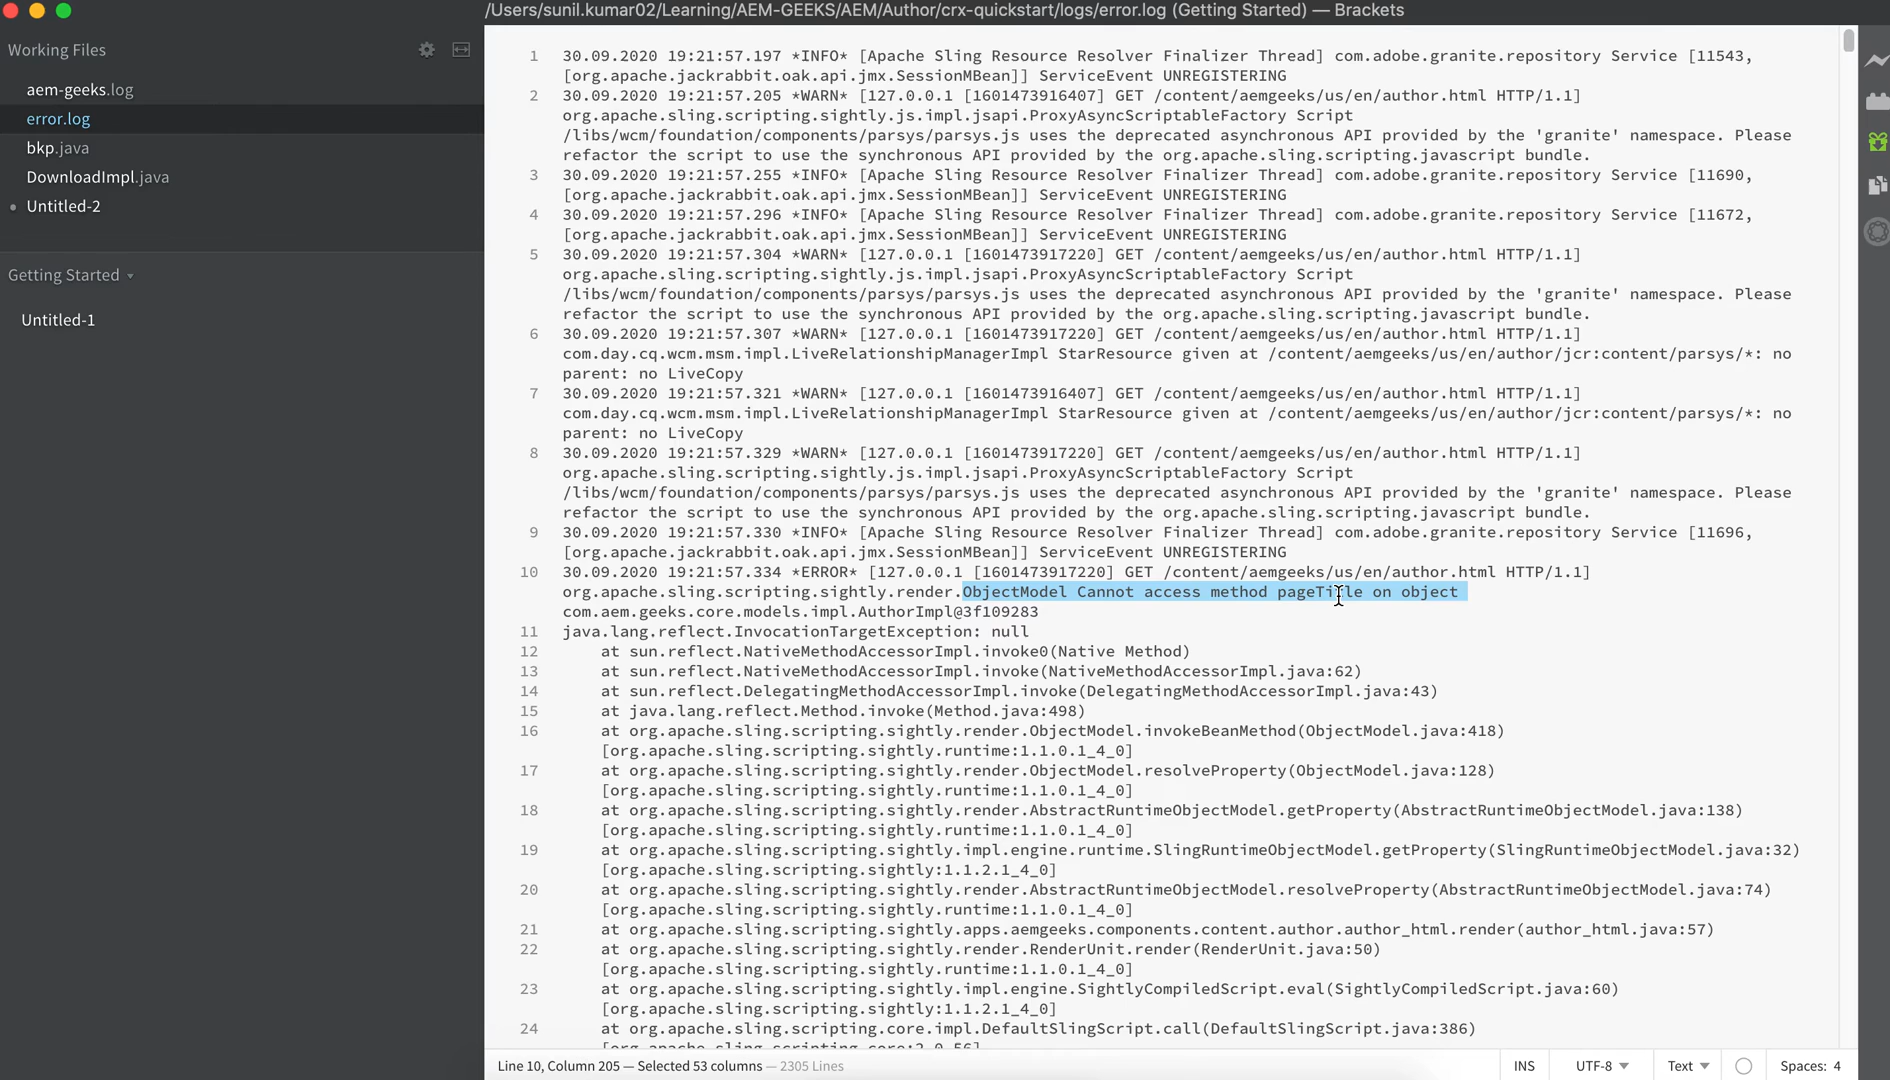 /Users/sunil.kumar02/Learning/AEM-GEEKS/AEM/Author/crx-quickstart/logs/error.log (Getting Started) — Brackets
Working Files
aem-geeks.log
error.log
bkp.java
DownloadImpl.java
Untitled-2
Getting Started
Untitled-1
1 30.09.2020 19:21:57.197 *INFO* [Apache Sling Resource Resolver Finalizer Thread] com.adobe.granite.repository Service [11543,
[org.apache.jackrabbit.oak.api.jmx.SessionMBean]] ServiceEvent UNREGISTERING
2 30.09.2020 19:21:57.205 *WARN* [127.0.0.1 [1601473916407] GET /content/aemgeeks/us/en/author.html HTTP/1.1]
org.apache.sling.scripting.sightly.js.impl.jsapi.ProxyAsyncScriptableFactory Script
/libs/wcm/foundation/components/parsys/parsys.js uses the deprecated asynchronous API provided by the 'granite' namespace. Please
refactor the script to use the synchronous API provided by the org.apache.sling.scripting.javascript bundle.
3 30.09.2020 19:21:57.255 *INFO* [Apache Sling Resource Resolver Finalizer Thread] com.adobe.granite.repository Service [11690,
[org.apache.jackrabbit.oak.api.jmx.SessionMBean]] ServiceEvent UNREGISTERING
4 30.09.2020 19:21:57.296 *INFO* [Apache Sling Resource Resolver Finalizer Thread] com.adobe.granite.repository Service [11672,
[org.apache.jackrabbit.oak.api.jmx.SessionMBean]] ServiceEvent UNREGISTERING
5 30.09.2020 19:21:57.304 *WARN* [127.0.0.1 [1601473917220] GET /content/aemgeeks/us/en/author.html HTTP/1.1]
org.apache.sling.scripting.sightly.js.impl.jsapi.ProxyAsyncScriptableFactory Script
/libs/wcm/foundation/components/parsys/parsys.js uses the deprecated asynchronous API provided by the 'granite' namespace. Please
refactor the script to use the synchronous API provided by the org.apache.sling.scripting.javascript bundle.
6 30.09.2020 19:21:57.307 *WARN* [127.0.0.1 [1601473917220] GET /content/aemgeeks/us/en/author.html HTTP/1.1]
com.day.cq.wcm.msm.impl.LiveRelationshipManagerImpl StarResource given at /content/aemgeeks/us/en/author/jcr:content/parsys/*: no
parent: no LiveCopy
7 30.09.2020 19:21:57.321 *WARN* [127.0.0.1 [1601473916407] GET /content/aemgeeks/us/en/author.html HTTP/1.1]
com.day.cq.wcm.msm.impl.LiveRelationshipManagerImpl StarResource given at /content/aemgeeks/us/en/author/jcr:content/parsys/*: no
parent: no LiveCopy
8 30.09.2020 19:21:57.329 *WARN* [127.0.0.1 [1601473917220] GET /content/aemgeeks/us/en/author.html HTTP/1.1]
org.apache.sling.scripting.sightly.js.impl.jsapi.ProxyAsyncScriptableFactory Script
/libs/wcm/foundation/components/parsys/parsys.js uses the deprecated asynchronous API provided by the 'granite' namespace. Please
refactor the script to use the synchronous API provided by the org.apache.sling.scripting.javascript bundle.
9 30.09.2020 19:21:57.330 *INFO* [Apache Sling Resource Resolver Finalizer Thread] com.adobe.granite.repository Service [11696,
[org.apache.jackrabbit.oak.api.jmx.SessionMBean]] ServiceEvent UNREGISTERING
10 30.09.2020 19:21:57.334 *ERROR* [127.0.0.1 [1601473917220] GET /content/aemgeeks/us/en/author.html HTTP/1.1]
org.apache.sling.scripting.sightly.render.ObjectModel Cannot access method pageTitle on object
com.aem.geeks.core.models.impl.AuthorImpl@3f109283
11 java.lang.reflect.InvocationTargetException: null
12 at sun.reflect.NativeMethodAccessorImpl.invoke0(Native Method)
13 at sun.reflect.NativeMethodAccessorImpl.invoke(NativeMethodAccessorImpl.java:62)
14 at sun.reflect.DelegatingMethodAccessorImpl.invoke(DelegatingMethodAccessorImpl.java:43)
15 at java.lang.reflect.Method.invoke(Method.java:498)
16 at org.apache.sling.scripting.sightly.render.ObjectModel.invokeBeanMethod(ObjectModel.java:418)
[org.apache.sling.scripting.sightly.runtime:1.1.0.1_4_0]
17 at org.apache.sling.scripting.sightly.render.ObjectModel.resolveProperty(ObjectModel.java:128)
[org.apache.sling.scripting.sightly.runtime:1.1.0.1_4_0]
18 at org.apache.sling.scripting.sightly.render.AbstractRuntimeObjectModel.getProperty(AbstractRuntimeObjectModel.java:138)
[org.apache.sling.scripting.sightly.runtime:1.1.0.1_4_0]
19 at org.apache.sling.scripting.sightly.impl.engine.runtime.SlingRuntimeObjectModel.getProperty(SlingRuntimeObjectModel.java:32)
[org.apache.sling.scripting.sightly:1.1.2.1_4_0]
20 at org.apache.sling.scripting.sightly.render.AbstractRuntimeObjectModel.resolveProperty(AbstractRuntimeObjectModel.java:74)
[org.apache.sling.scripting.sightly.runtime:1.1.0.1_4_0]
21 at org.apache.sling.scripting.sightly.apps.aemgeeks.components.content.author.author_html.render(author_html.java:57)
22 at org.apache.sling.scripting.sightly.render.RenderUnit.render(RenderUnit.java:50)
[org.apache.sling.scripting.sightly.runtime:1.1.0.1_4_0]
23 at org.apache.sling.scripting.sightly.impl.engine.SightlyCompiledScript.eval(SightlyCompiledScript.java:60)
[org.apache.sling.scripting.sightly:1.1.2.1_4_0]
24 at org.apache.sling.scripting.core.impl.DefaultSlingScript.call(DefaultSlingScript.java:386)
[org.apache.sling.scripting.core:2.0.56]
Line 10, Column 205 — Selected 53 columns — 2305 Lines
INS UTF-8 Text Spaces: 4